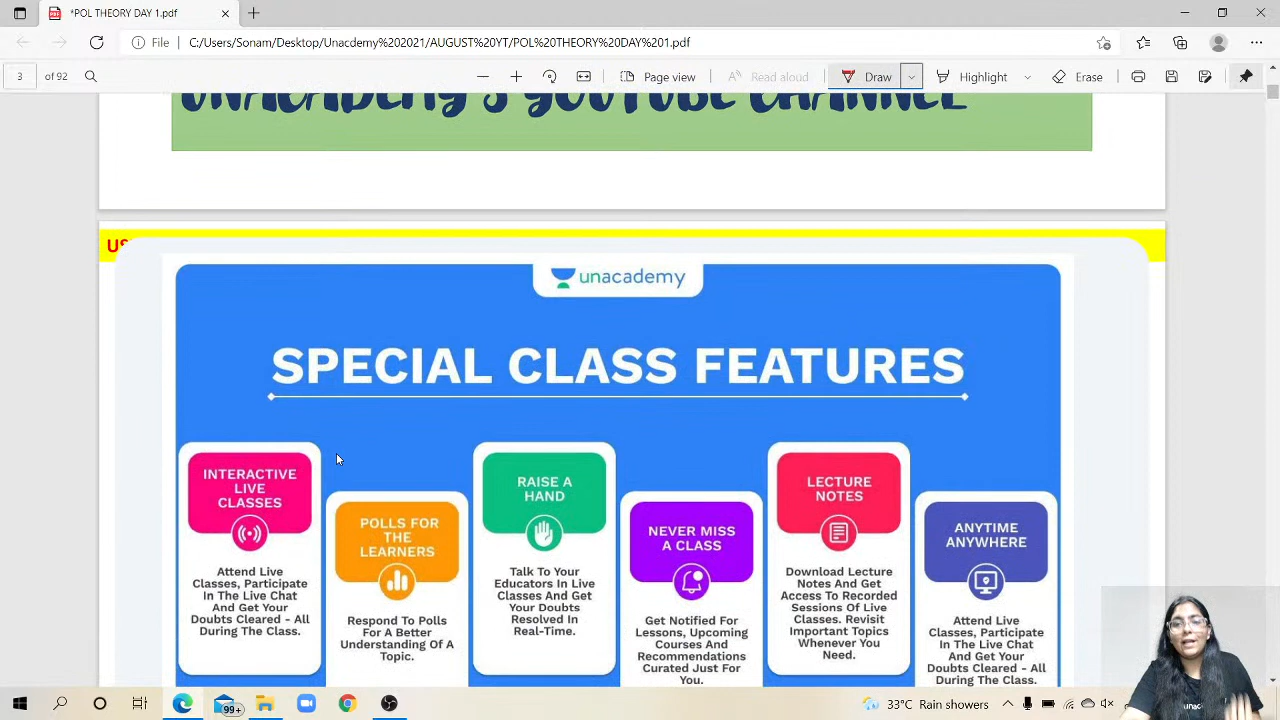 *POL THEORY DAY 1.pdf
File
C:/Users/Sonam/Desktop/Unacademy%202021/AUGUST%20YT/POL%20THEORY%20DAY%201.pdf
3 of 92
Page view
Read aloud
Draw
Highlight
Erase
UNACADEMY'S YOUTUBE CHANNEL
unacademy
SPECIAL CLASS FEATURES
INTERACTIVE
LIVE
CLASSES
Attend Live
Classes, Participate
In The Live Chat
And Get Your
Doubts Cleared - All
During The Class.
POLLS FOR
THE
LEARNERS
Respond To Polls
For A Better
Understanding Of A
Topic.
RAISE A
HAND
Talk To Your
Educators In Live
Classes And Get
Your Doubts
Resolved In
Real-Time.
NEVER MISS
A CLASS
Get Notified For
Lessons, Upcoming
Courses And
Recommendations
Curated Just For
You.
LECTURE
NOTES
Download Lecture
Notes And Get
Access To Recorded
Sessions Of Live
Classes. Revisit
Important Topics
Whenever You
Need.
ANYTIME
ANYWHERE
Attend Live
Classes, Participate
In The Live Chat
And Get Your
Doubts Cleared - All
During The Class.
99+
33°C Rain showers